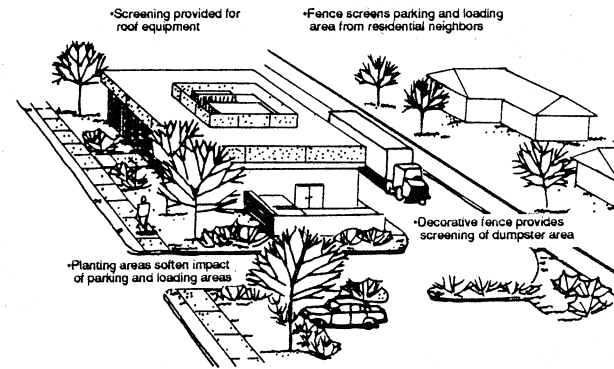 •Screening provided for
roof equipment
•Fence screens parking and loading
area from residential neighbors
•Decorative fence provides
screening of dumpster area
•Planting areas soften impact
of parking and loading areas